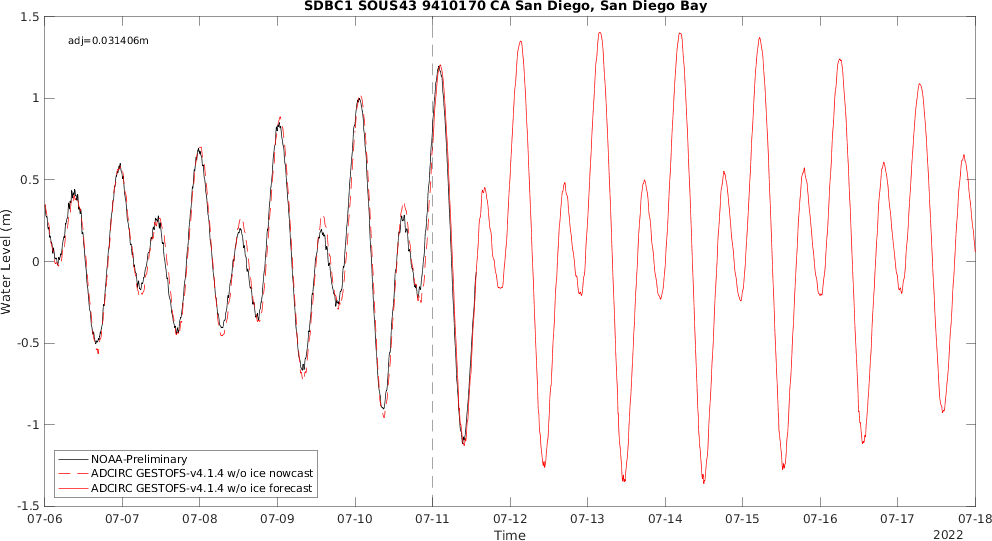 SDBC1 SOUS43 9410170 CA San Diego, San Diego Bay
adj=0.031406m
Water Level (m)
1.5
1
0.5
0
-0.5
-1
-1.5
NOAA-Preliminary
ADCIRC GESTOFS-v4.1.4 w/o ice nowcast
ADCIRC GESTOFS-v4.1.4 w/o ice forecast
07-06 07-07 07-08 07-09 07-10 07-11 07-12 07-13 07-14 07-15 07-16 07-17 07-18
Time
2022